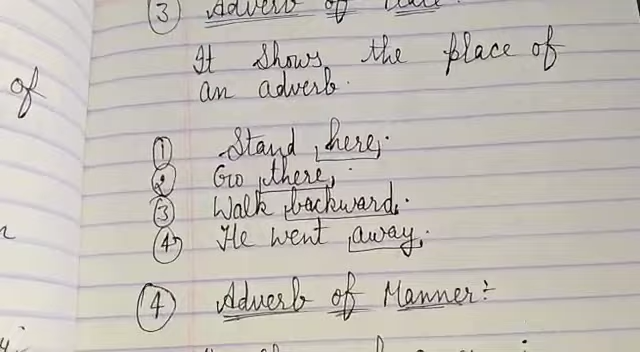 of
③ Adverb of
It shows the place of
an adverb.
① Stand here.
② Go there.
③ Walk backward.
④ He went away.
④ Adverb of Manner:-